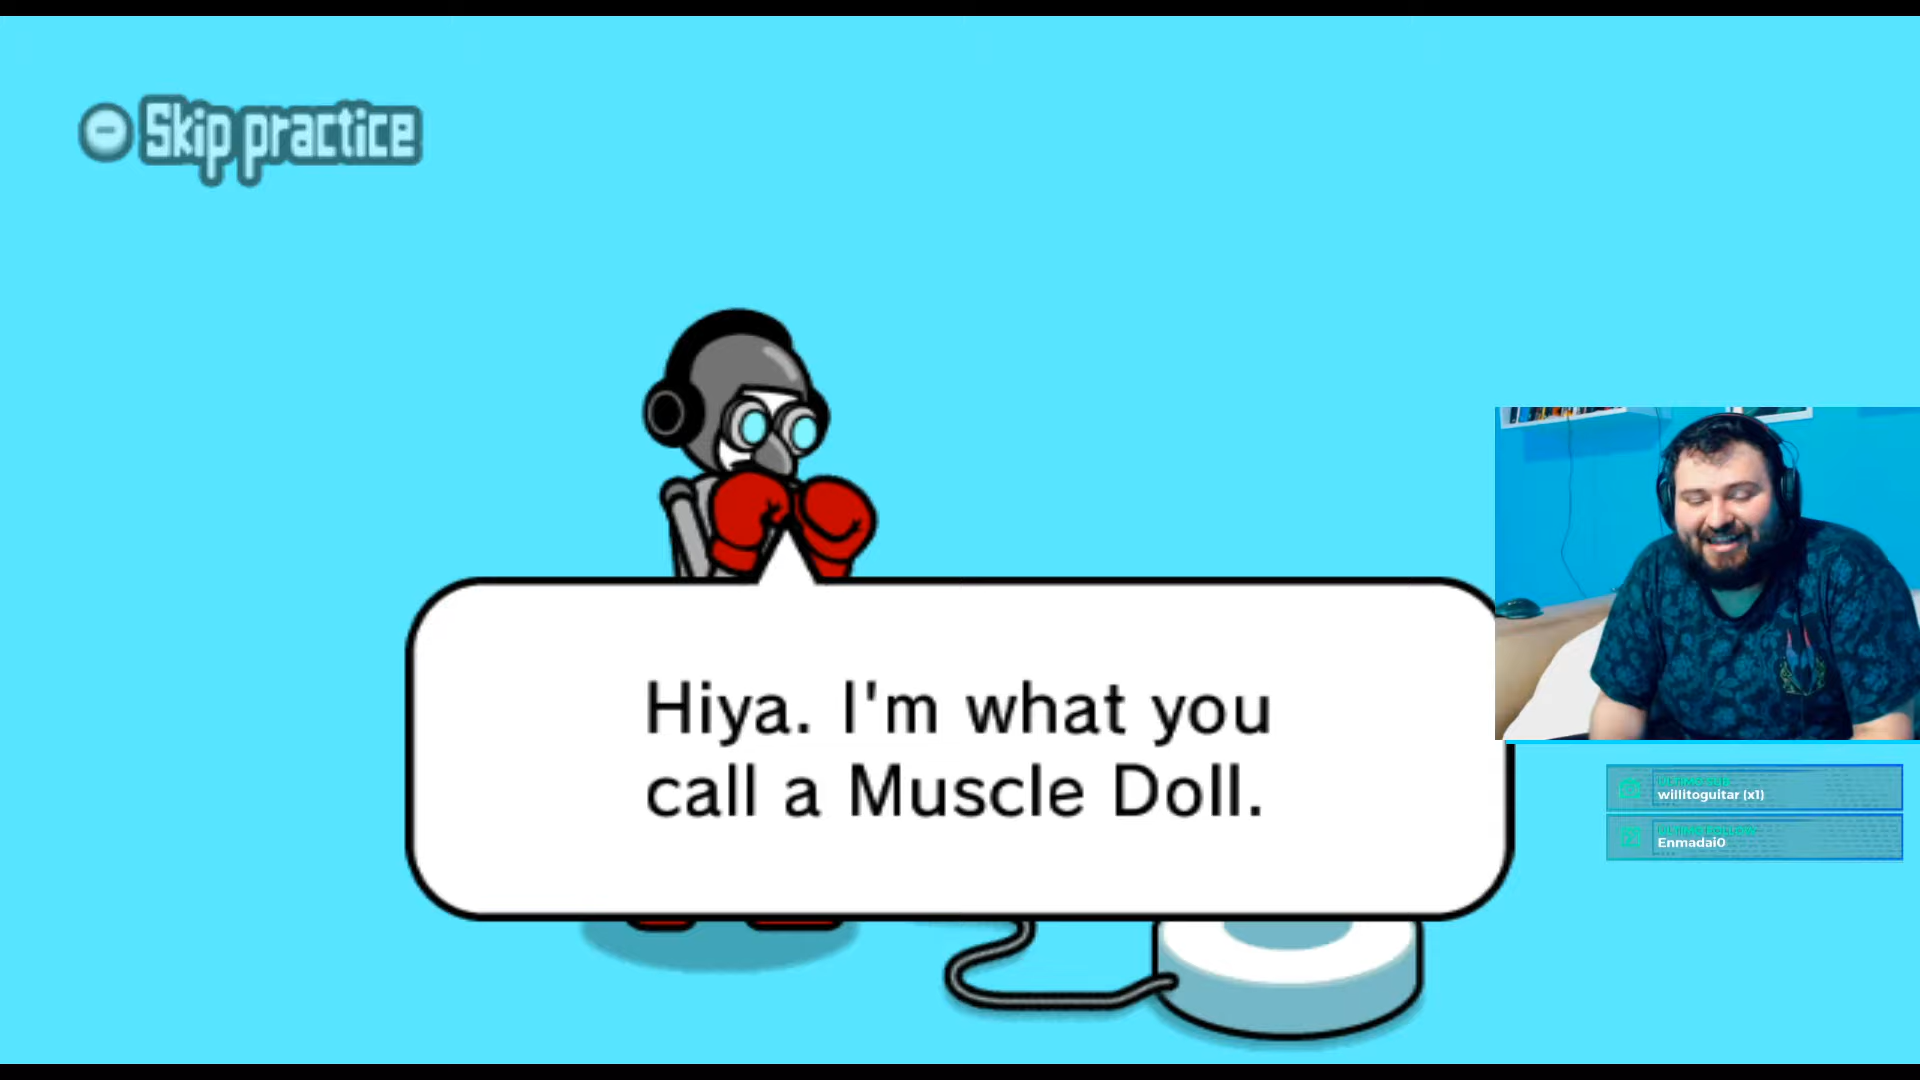 Skip practice
Hiya. I'm what you
call a Muscle Doll.
willitoguitar (x1)
Enmadai0